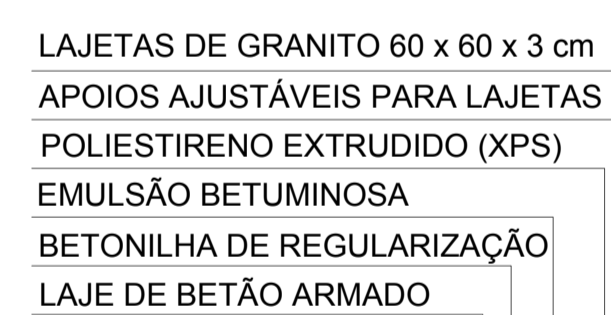 LAJETAS DE GRANITO 60 x 60 x 3 cm
APOIOS AJUSTÁVEIS PARA LAJETAS
POLIESTIRENO EXTRUDIDO (XPS)
EMULSÃO BETUMINOSA
BETONILHA DE REGULARIZAÇÃO
LAJE DE BETÃO ARMADO